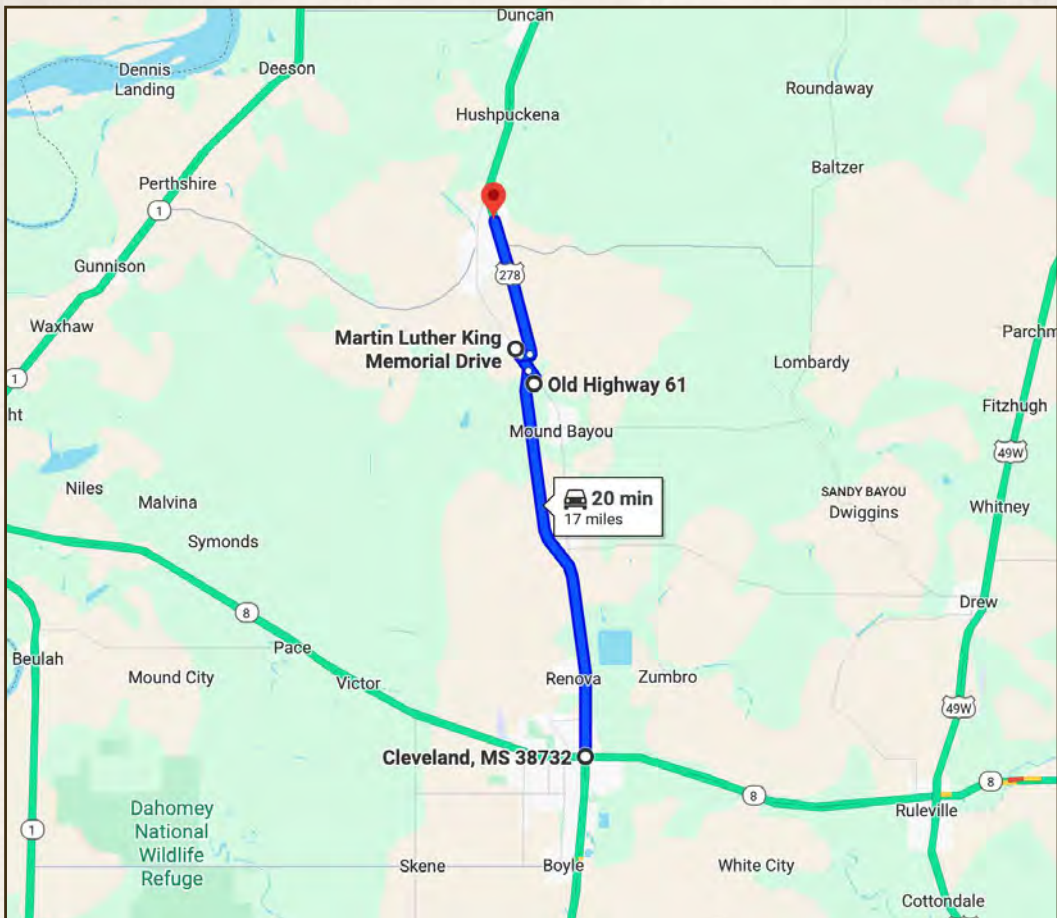 Duncan
Dennis
Landing
Deeson
Roundaway
Hushpuckena
Baltzer
Perthshire
1
Gunnison
278
Waxhaw
Martin Luther King
Memorial Drive
Parchm
Lombardy
1
Old Highway 61
Fitzhugh
ht
Mound Bayou
49W
Niles
Malvina
20 min
17 miles
SANDY BAYOU
Dwiggins
Whitney
Symonds
8
Drew
Pace
Beulah
Mound City
Victor
Renova
Zumbro
49W
Cleveland, MS 38732
8
8
Ruleville
Dahomey
National
Wildlife
Refuge
1
Skene
Boyle
White City
Cottondale